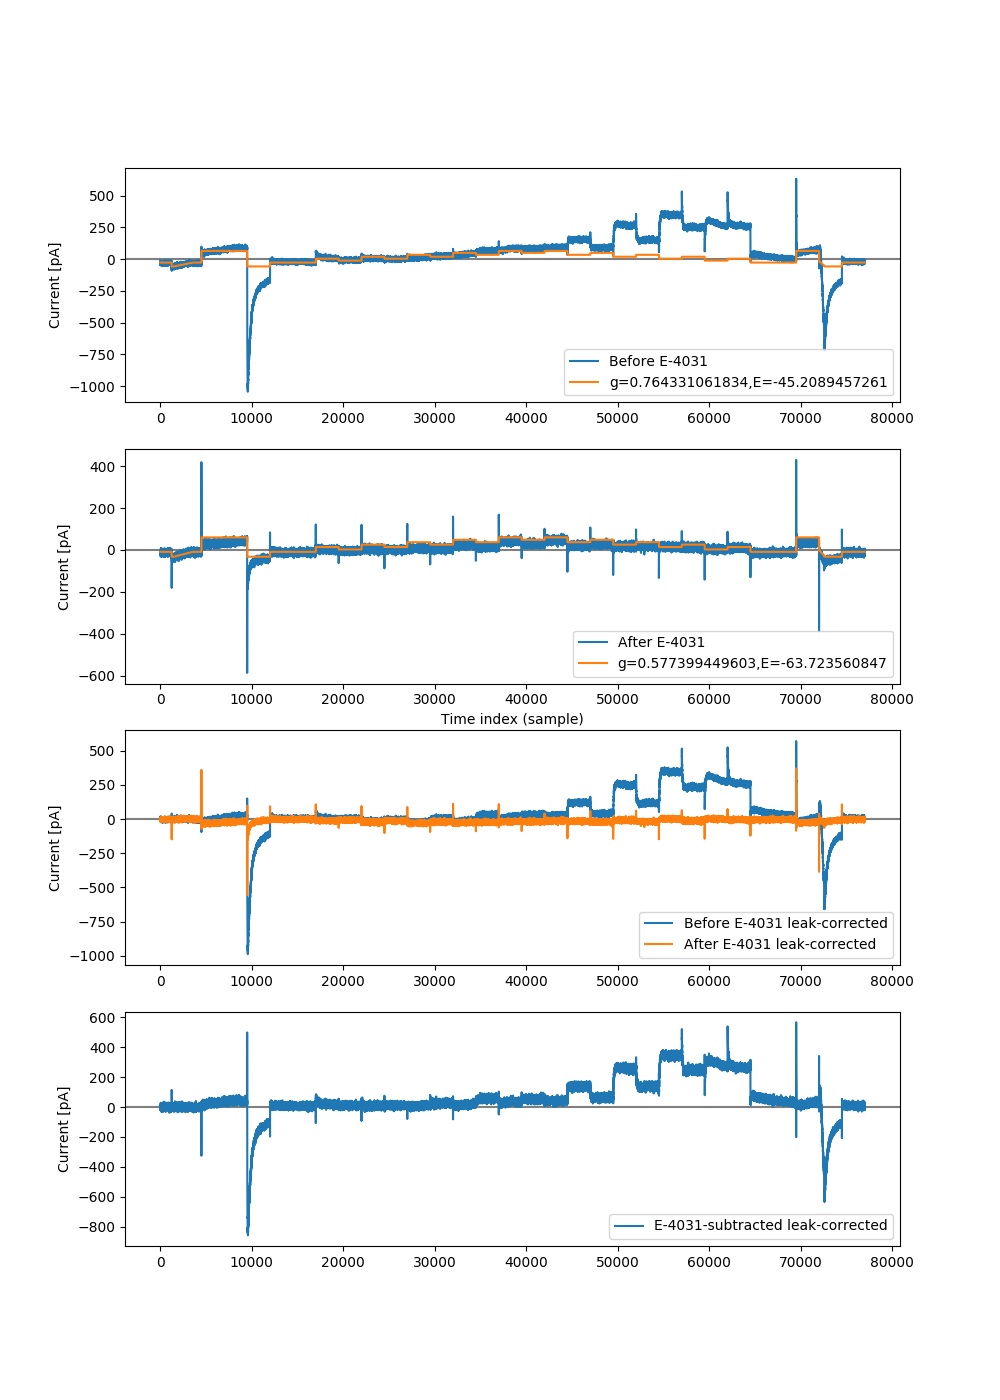 500
250
0
−250
−500
−750
−1000
Current [pA]
Before E-4031
g=0.764331061834,E=-45.2089457261
0 10000 20000 30000 40000 50000 60000 70000 80000
400
200
0
−200
−400
−600
Current [pA]
After E-4031
g=0.577399449603,E=-63.723560847
0 10000 20000 30000 40000 50000 60000 70000 80000
Time index (sample)
500
250
0
−250
−500
−750
−1000
Current [pA]
Before E-4031 leak-corrected
After E-4031 leak-corrected
0 10000 20000 30000 40000 50000 60000 70000 80000
600
400
200
0
−200
−400
−600
−800
Current [pA]
E-4031-subtracted leak-corrected
0 10000 20000 30000 40000 50000 60000 70000 80000